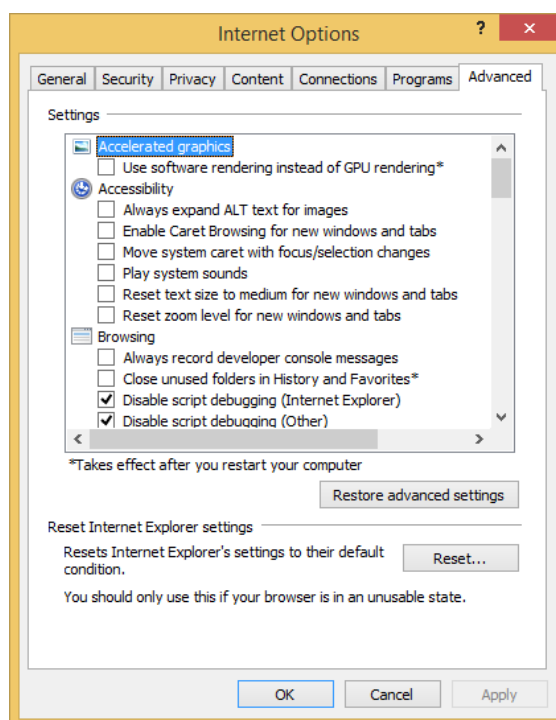 Internet Options
?
General Security Privacy Content Connections Programs Advanced
Settings
Accelerated graphics
Use software rendering instead of GPU rendering*
Accessibility
Always expand ALT text for images
Enable Caret Browsing for new windows and tabs
Move system caret with focus/selection changes
Play system sounds
Reset text size to medium for new windows and tabs
Reset zoom level for new windows and tabs
Browsing
Always record developer console messages
Close unused folders in History and Favorites*
Disable script debugging (Internet Explorer)
Disable script debugging (Other)
*Takes effect after you restart your computer
Restore advanced settings
Reset Internet Explorer settings
Resets Internet Explorer's settings to their default
condition.
Reset...
You should only use this if your browser is in an unusable state.
OK Cancel Apply